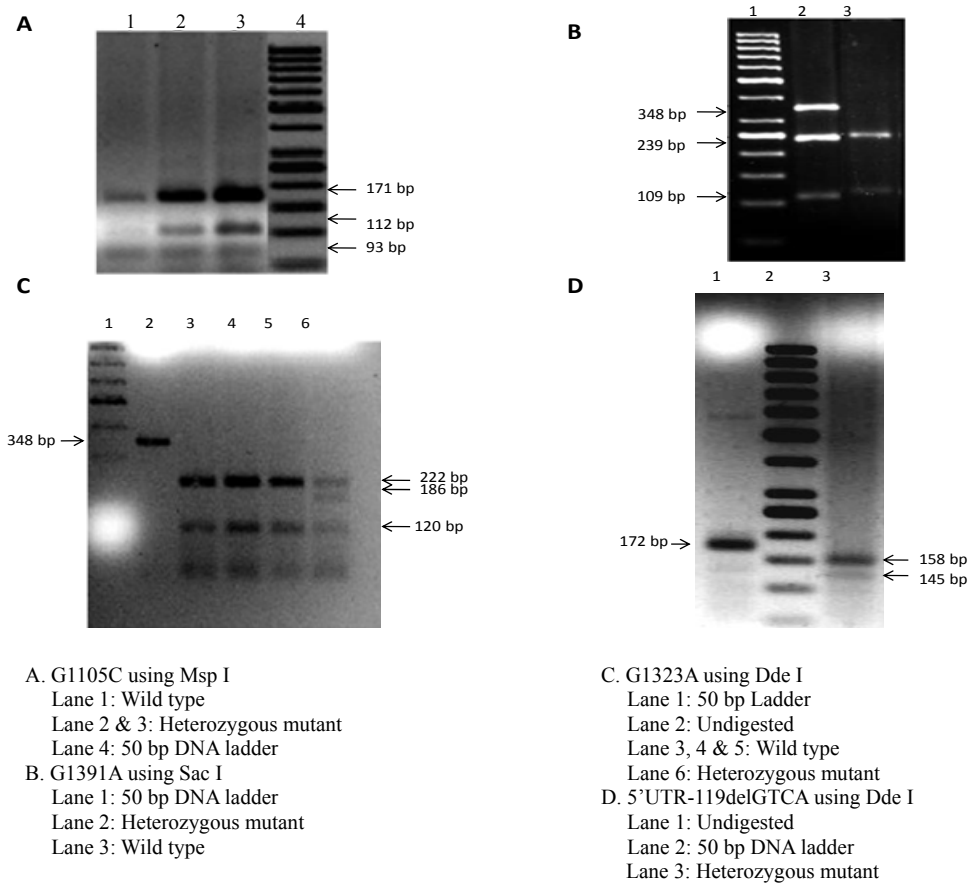 A
1 2 3 4
171 bp
112 bp
93 bp
B
1 2 3
348 bp
239 bp
109 bp
C
1 2 3 4 5 6
348 bp
222 bp
186 bp
120 bp
D
1 2 3
172 bp
158 bp
145 bp
A. G1105C using Msp I
Lane 1: Wild type
Lane 2 & 3: Heterozygous mutant
Lane 4: 50 bp DNA ladder
B. G1391A using Sac I
Lane 1: 50 bp DNA ladder
Lane 2: Heterozygous mutant
Lane 3: Wild type
C. G1323A using Dde I
Lane 1: 50 bp Ladder
Lane 2: Undigested
Lane 3, 4 & 5: Wild type
Lane 6: Heterozygous mutant
D. 5’UTR-119delGTCA using Dde I
Lane 1: Undigested
Lane 2: 50 bp DNA ladder
Lane 3: Heterozygous mutant